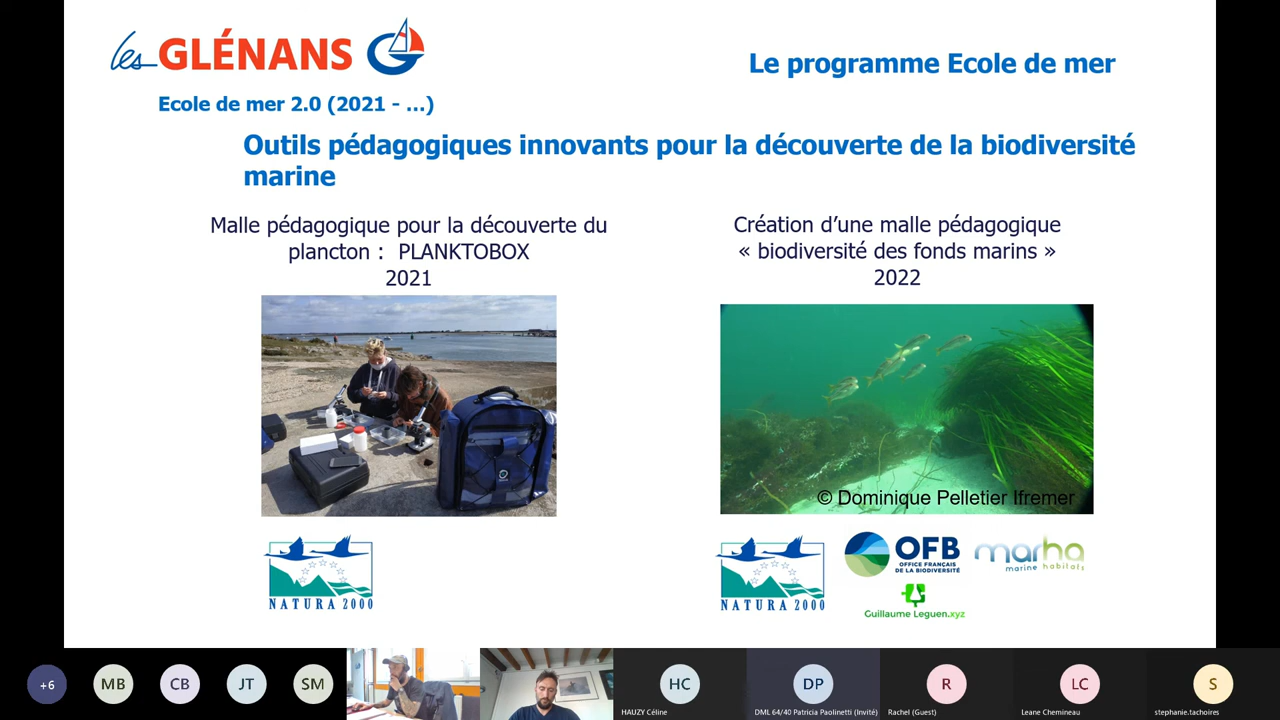 les GLÉNANS
Le programme Ecole de mer
Ecole de mer 2.0 (2021 - ...)
Outils pédagogiques innovants pour la découverte de la biodiversité
marine
Malle pédagogique pour la découverte du
plancton : PLANKTOBOX
2021
Création d'une malle pédagogique
« biodiversité des fonds marins »
2022
© Dominique Pelletier Ifremer
NATURA 2000
NATURA 2000
OFB
OFFICE FRANÇAIS
DE LA BIODIVERSITÉ
marha
marine habitats
Guillaume Leguen.xyz
+6
MB
CB
JT
SM
HC
HAUZY Céline
DP
DML 64/40 Patricia Paolinetti (Invité)
R
Rachel (Guest)
LC
Leane Chemineau
S
stephanie.tachoires